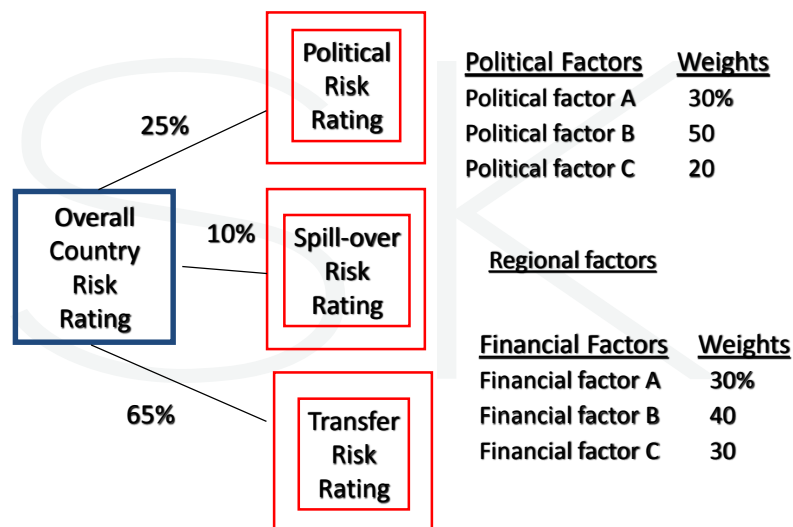 Political
Risk
Rating
25%
Political Factors Weights
Political factor A 30%
Political factor B 50
Political factor C 20
Overall
Country
Risk
Rating
10%
Spill-over
Risk
Rating
Regional factors
65%
Transfer
Risk
Rating
Financial Factors Weights
Financial factor A 30%
Financial factor B 40
Financial factor C 30
SK